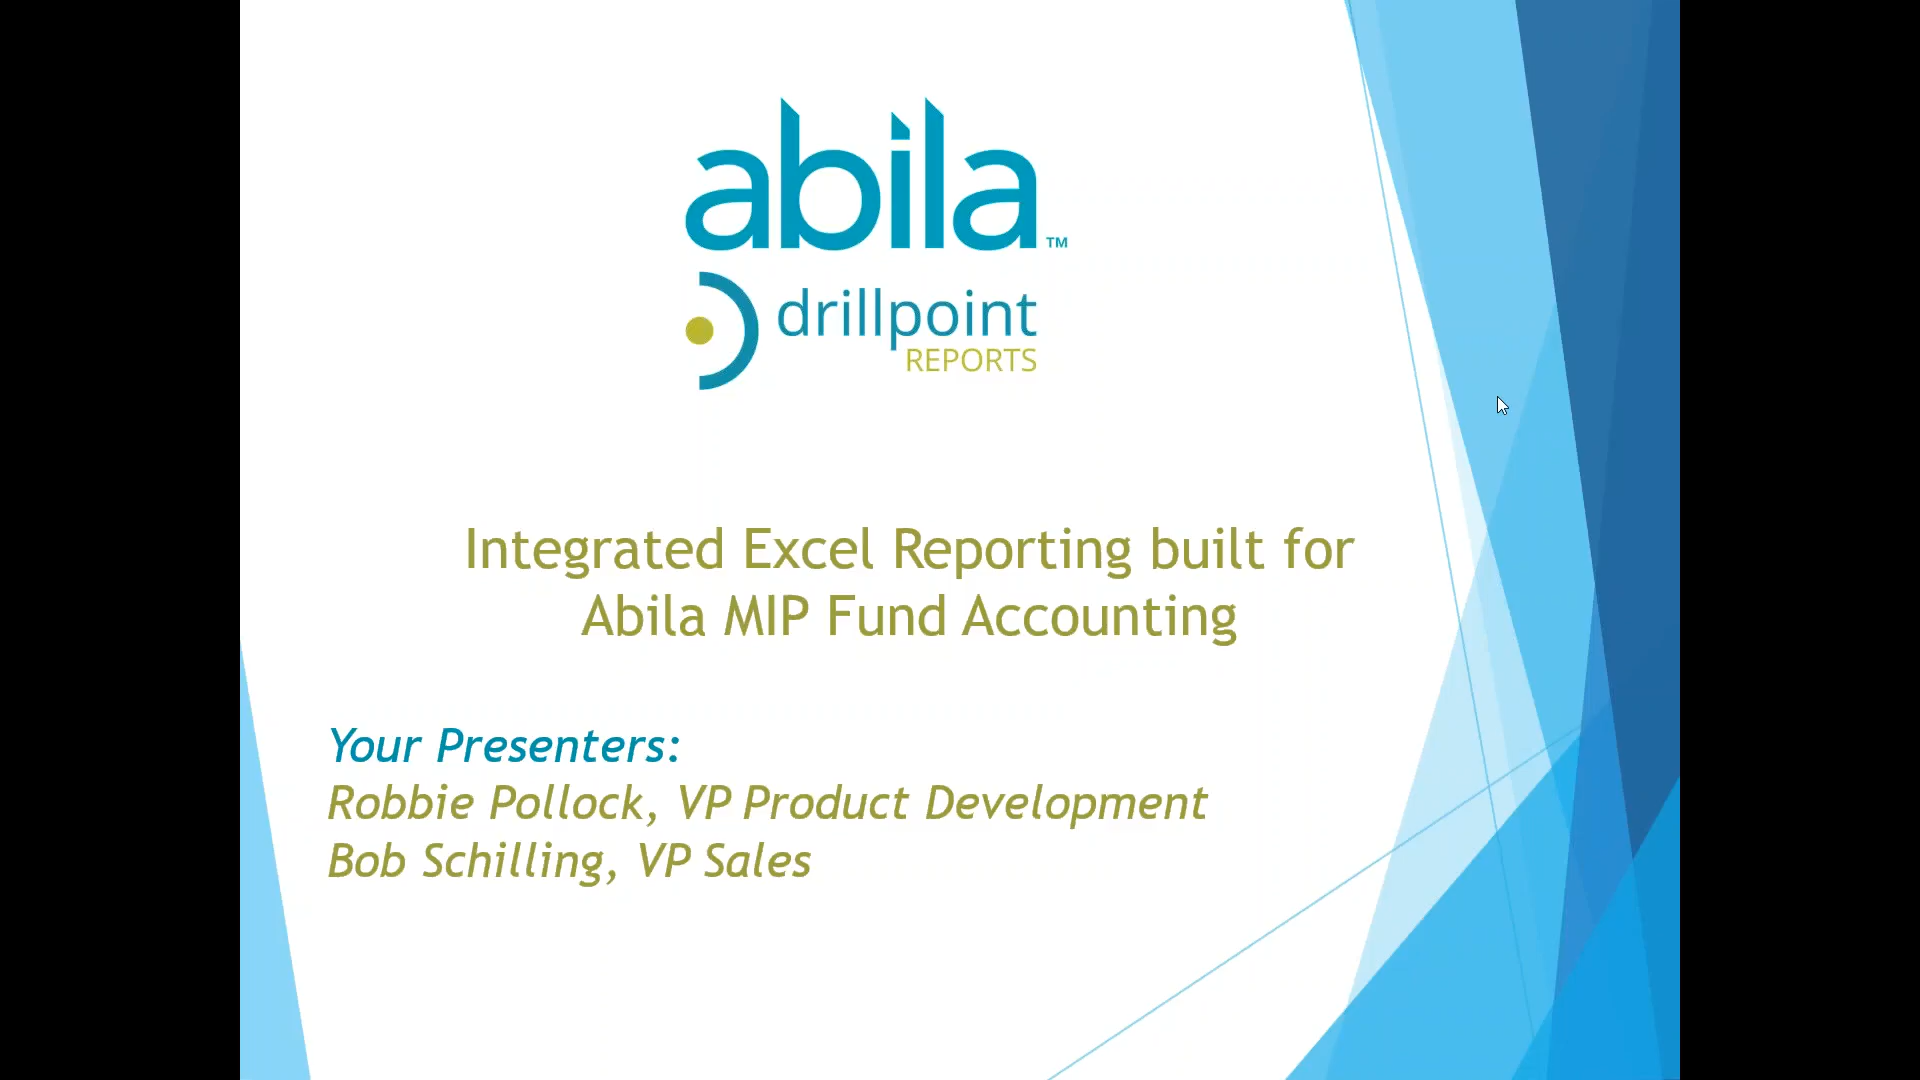 abila™
drillpoint
REPORTS
Integrated Excel Reporting built for
Abila MIP Fund Accounting
Your Presenters:
Robbie Pollock, VP Product Development
Bob Schilling, VP Sales